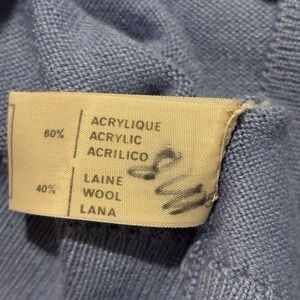 60% ACRYLIQUE
ACRYLIC
ACRILICO
40% LAINE
WOOL
LANA